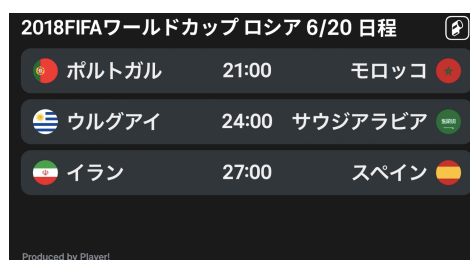 2018FIFAワールドカップ ロシア 6/20 日程
ポルトガル 21:00 モロッコ
ウルグアイ 24:00 サウジアラビア
イラン 27:00 スペイン
Produced by Player!